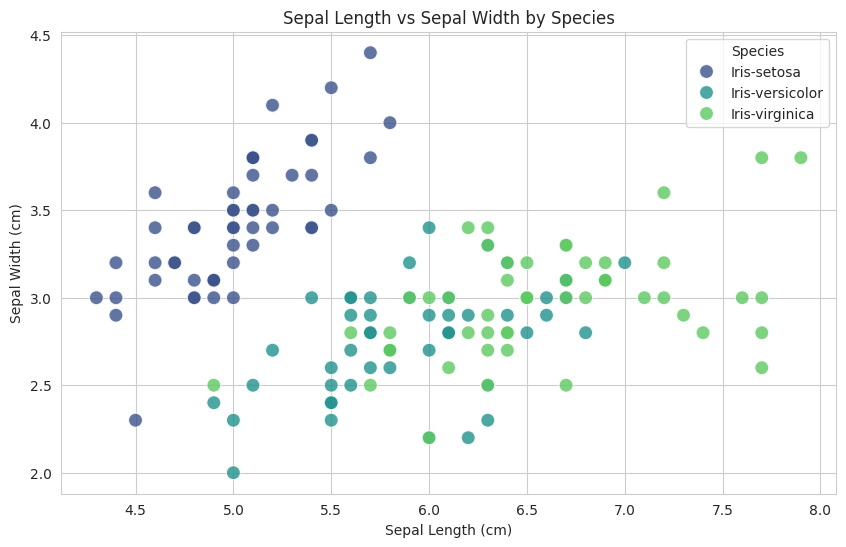 Sepal Length vs Sepal Width by Species
Species
Iris-setosa
Iris-versicolor
Iris-virginica
Sepal Width (cm)
4.5
4.0
3.5
3.0
2.5
2.0
4.5 5.0 5.5 6.0 6.5 7.0 7.5 8.0
Sepal Length (cm)